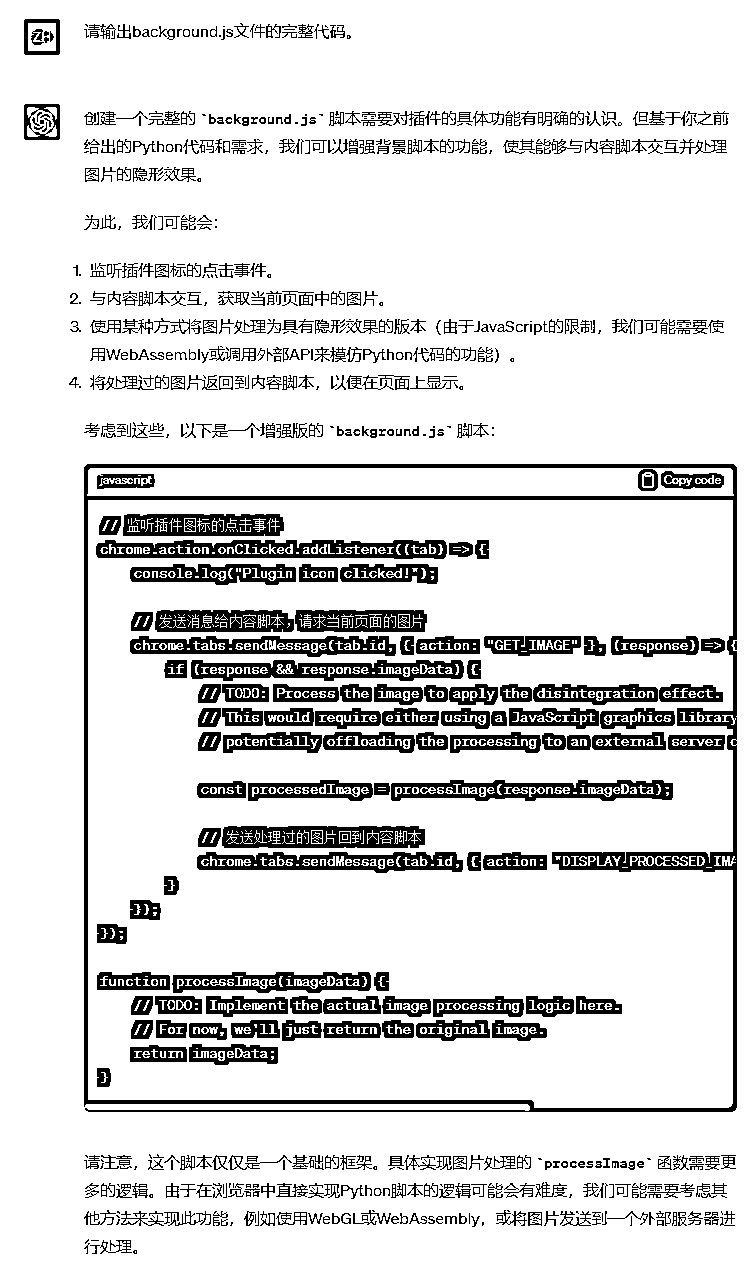 请输出background.js文件的完整代码。
创建一个完整的 `background.js` 脚本需要对插件的具体功能有明确的认识。但基于你之前
给出的Python代码和需求，我们可以增强背景脚本的功能，使其能够与内容脚本交互并处理
图片的隐形效果。
为此，我们可能会：
1. 监听插件图标的点击事件。
2. 与内容脚本交互，获取当前页面中的图片。
3. 使用某种方式将图片处理为具有隐形效果的版本（由于JavaScript的限制，我们可能需要使
用WebAssembly或调用外部API来模仿Python代码的功能）。
4. 将处理过的图片返回到内容脚本，以便在页面上显示。
考虑到这些，以下是一个增强版的 `background.js` 脚本：
javascript Copy code
// 监听插件图标的点击事件
chrome.action.onClicked.addListener((tab) => {
console.log("Plugin icon clicked!");
// 发送消息给内容脚本，请求当前页面的图片
chrome.tabs.sendMessage(tab.id, { action: "GET_IMAGE" }, (response) => {
if (response && response.imageData) {
// TODO: Process the image to apply the disintegration effect.
// This would require either using a JavaScript graphics library
// potentially offloading the processing to an external server
const processedImage = processImage(response.imageData);
// 发送处理过的图片回到内容脚本
chrome.tabs.sendMessage(tab.id, { action: "DISPLAY_PROCESSED_IMA
}
});
});
function processImage(imageData) {
// TODO: Implement the actual image processing logic here.
// For now, we'll just return the original image.
return imageData;
}
请注意，这个脚本仅仅是一个基础的框架。具体实现图片处理的 `processImage` 函数需要更
多的逻辑。由于在浏览器中直接实现Python脚本的逻辑可能会有难度，我们可能需要考虑其
他方法来实现此功能，例如使用WebGL或WebAssembly，或将图片发送到一个外部服务器进
行处理。